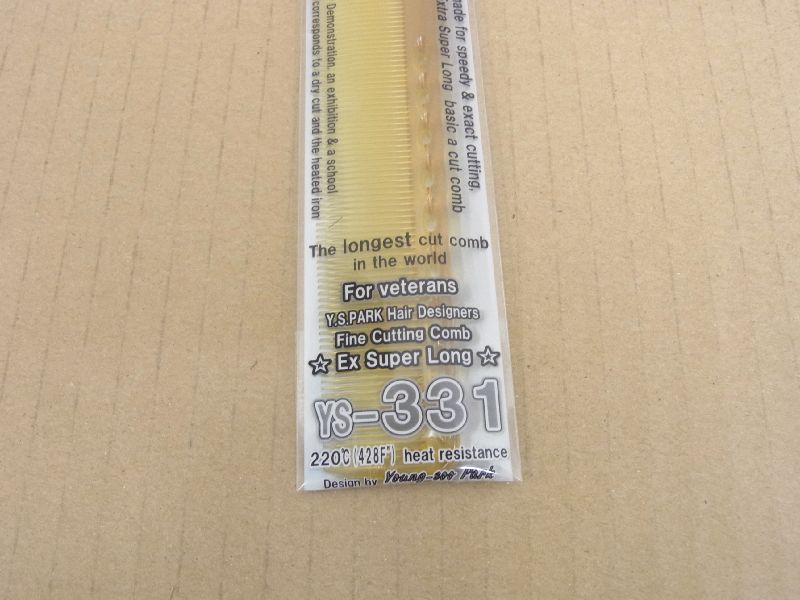 Demonstration, an exhibition & a school
corresponds to a dry cut and the heated iron
made for speedy & exact cutting,
Extra Super Long basic a cut comb
The longest cut comb
in the world
For veterans
Y.S.PARK Hair Designers
Fine Cutting Comb
☆ Ex Super Long ☆
YS-331
220℃(428F°) heat resistance
Design by Young-soo Park